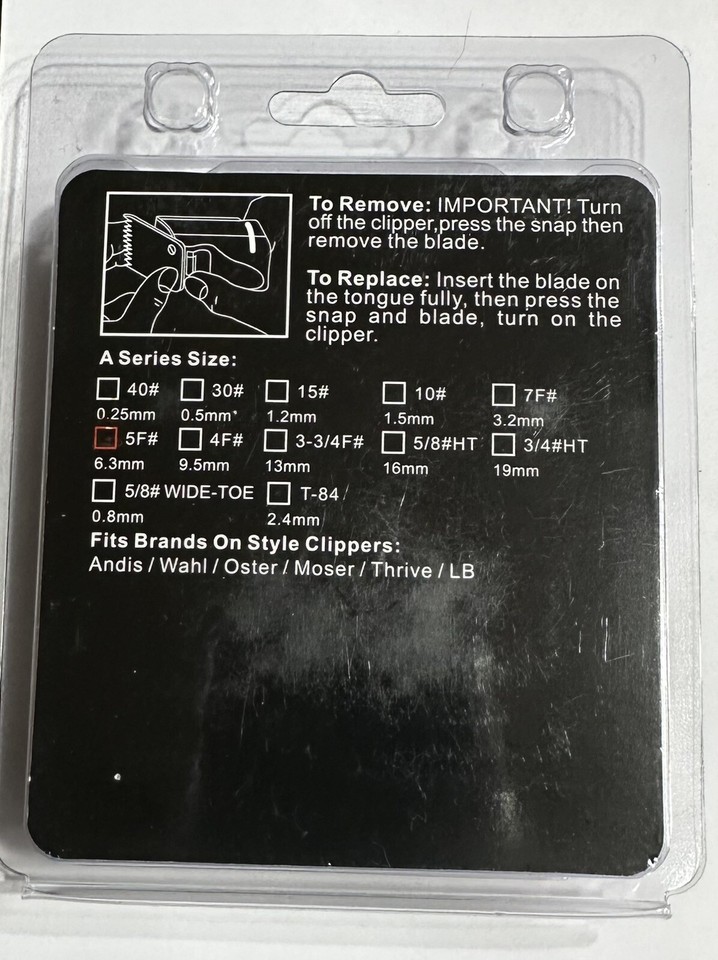 To Remove: IMPORTANT! Turn
off the clipper,press the snap then
remove the blade.
To Replace: Insert the blade on
the tongue fully, then press the
snap and blade, turn on the
clipper.
A Series Size:
40# 30# 15# 10# 7F#
0.25mm 0.5mm 1.2mm 1.5mm 3.2mm
5F# 4F# 3-3/4F# 5/8#HT 3/4#HT
6.3mm 9.5mm 13mm 16mm 19mm
5/8# WIDE-TOE T-84
0.8mm 2.4mm
Fits Brands On Style Clippers:
Andis / Wahl / Oster / Moser / Thrive / LB